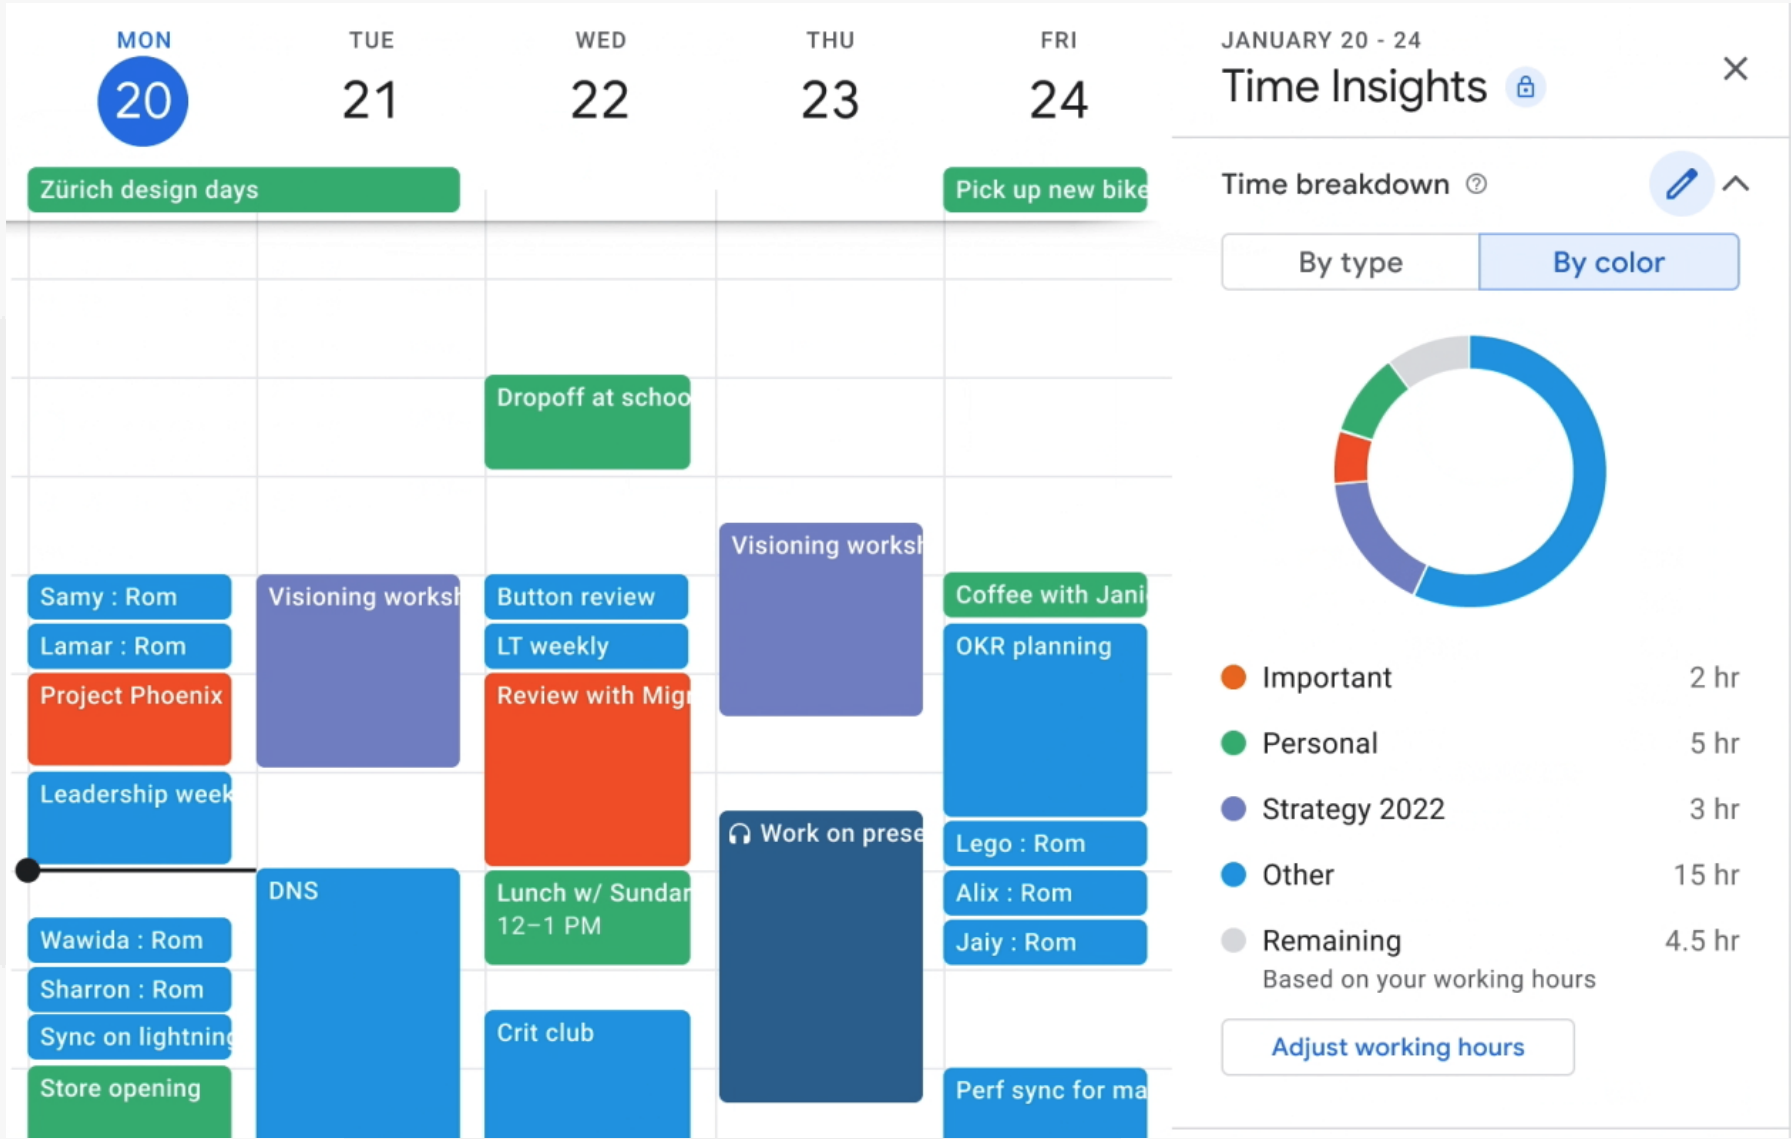 MON
20
TUE
21
WED
22
THU
23
FRI
24
Zürich design days
Pick up new bike
Dropoff at schoo
Visioning worksh
Samy : Rom
Visioning worksh
Button review
Coffee with Jani
Lamar : Rom
LT weekly
OKR planning
Project Phoenix
Review with Migr
Leadership week
Work on prese
Lego : Rom
DNS
Lunch w/ Sundar
12–1 PM
Alix : Rom
Wawida : Rom
Jaiy : Rom
Sharron : Rom
Sync on lightning
Crit club
Store opening
Perf sync for ma
JANUARY 20 - 24
Time Insights
Time breakdown
By type
By color
Important 2 hr
Personal 5 hr
Strategy 2022 3 hr
Other 15 hr
Remaining 4.5 hr
Based on your working hours
Adjust working hours